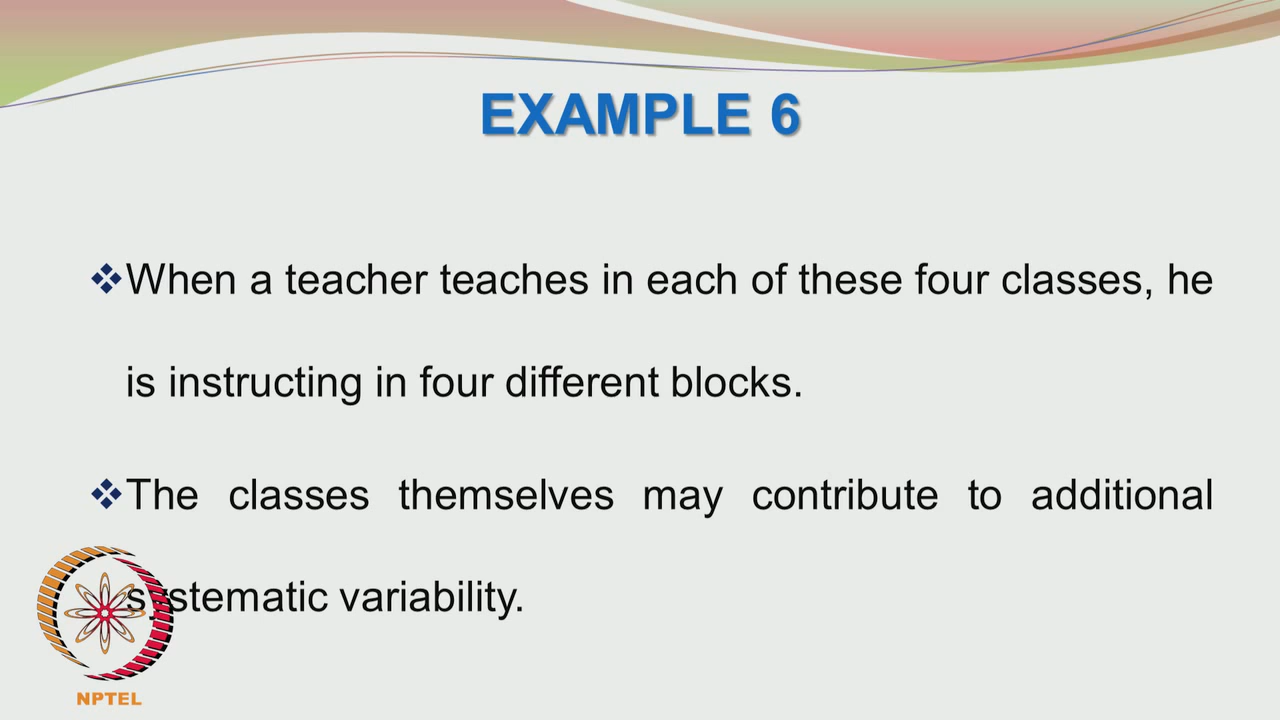 EXAMPLE 6
❖When a teacher teaches in each of these four classes, he
is instructing in four different blocks.
❖The classes themselves may contribute to additional
systematic variability.
NPTEL